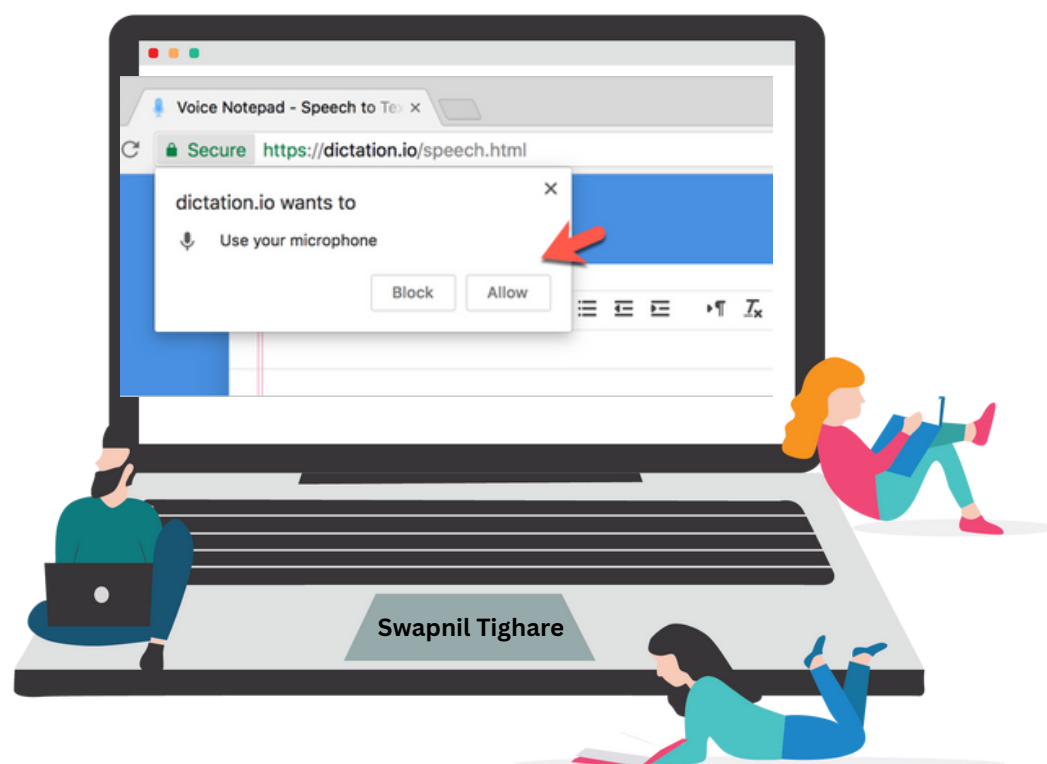 Voice Notepad - Speech to Te
Secure https://dictation.io/speech.html
dictation.io wants to
Use your microphone
Block Allow
Swapnil Tighare